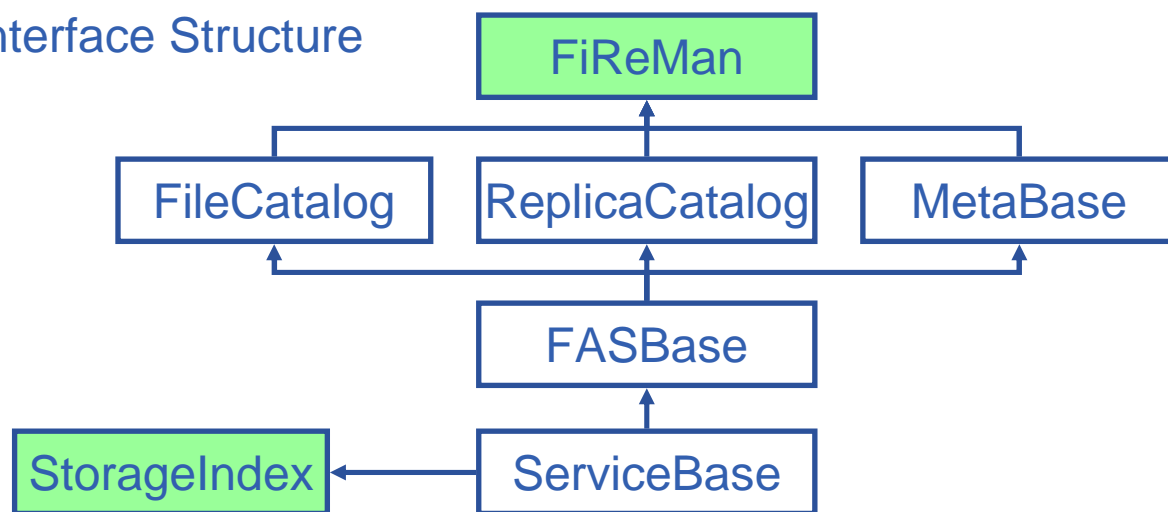 nterface Structure
FiReMan
FileCatalog
ReplicaCatalog
MetaBase
FASBase
StorageIndex
ServiceBase